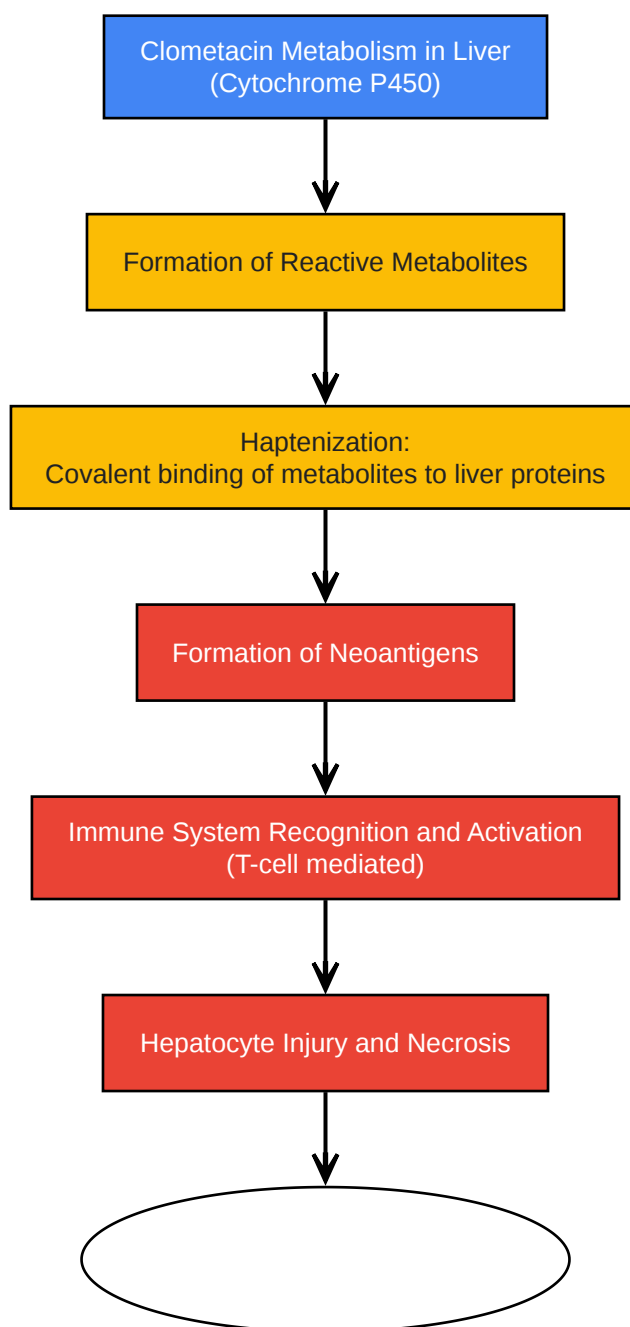 Clometacin Metabolism in Liver
(Cytochrome P450)
Formation of Reactive Metabolites
Haptenization:
Covalent binding of metabolites to liver proteins
Formation of Neoantigens
Immune System Recognition and Activation
(T-cell mediated)
Hepatocyte Injury and Necrosis